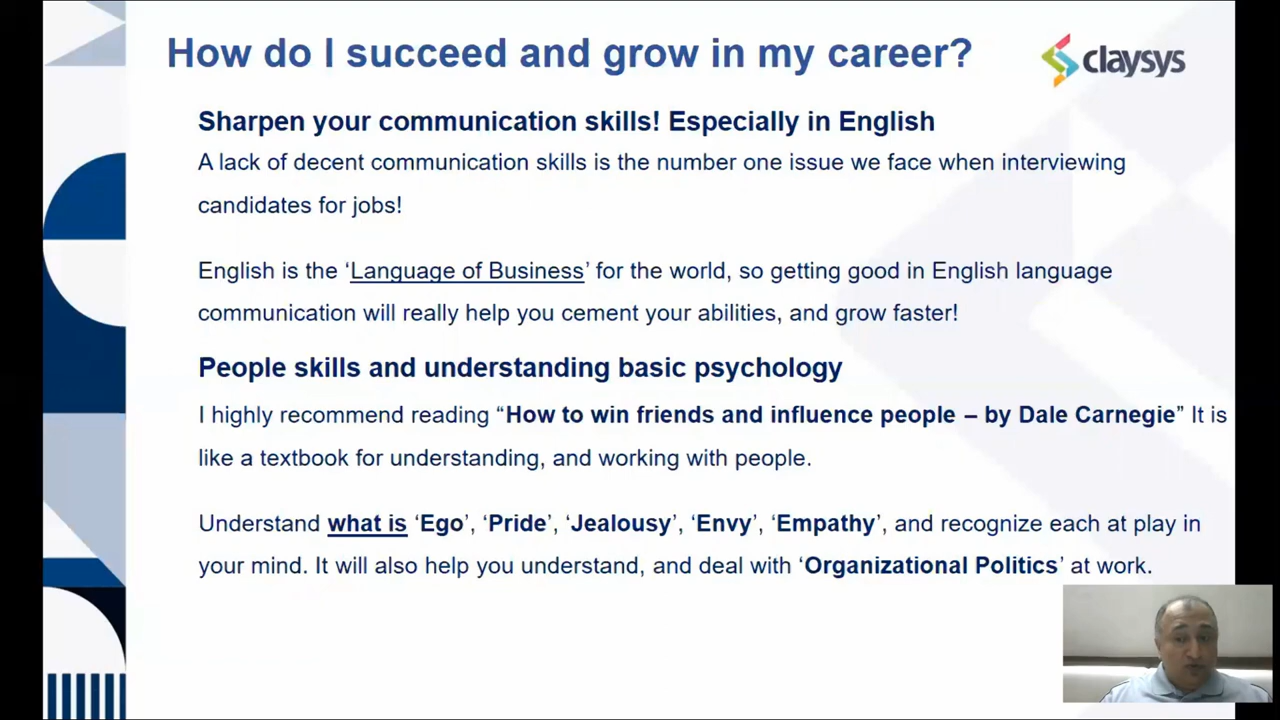 How do I succeed and grow in my career?
claysys
Sharpen your communication skills! Especially in English
A lack of decent communication skills is the number one issue we face when interviewing
candidates for jobs!
English is the ‘Language of Business’ for the world, so getting good in English language
communication will really help you cement your abilities, and grow faster!
People skills and understanding basic psychology
I highly recommend reading “How to win friends and influence people – by Dale Carnegie” It is
like a textbook for understanding, and working with people.
Understand what is ‘Ego’, ‘Pride’, ‘Jealousy’, ‘Envy’, ‘Empathy’, and recognize each at play in
your mind. It will also help you understand, and deal with ‘Organizational Politics’ at work.